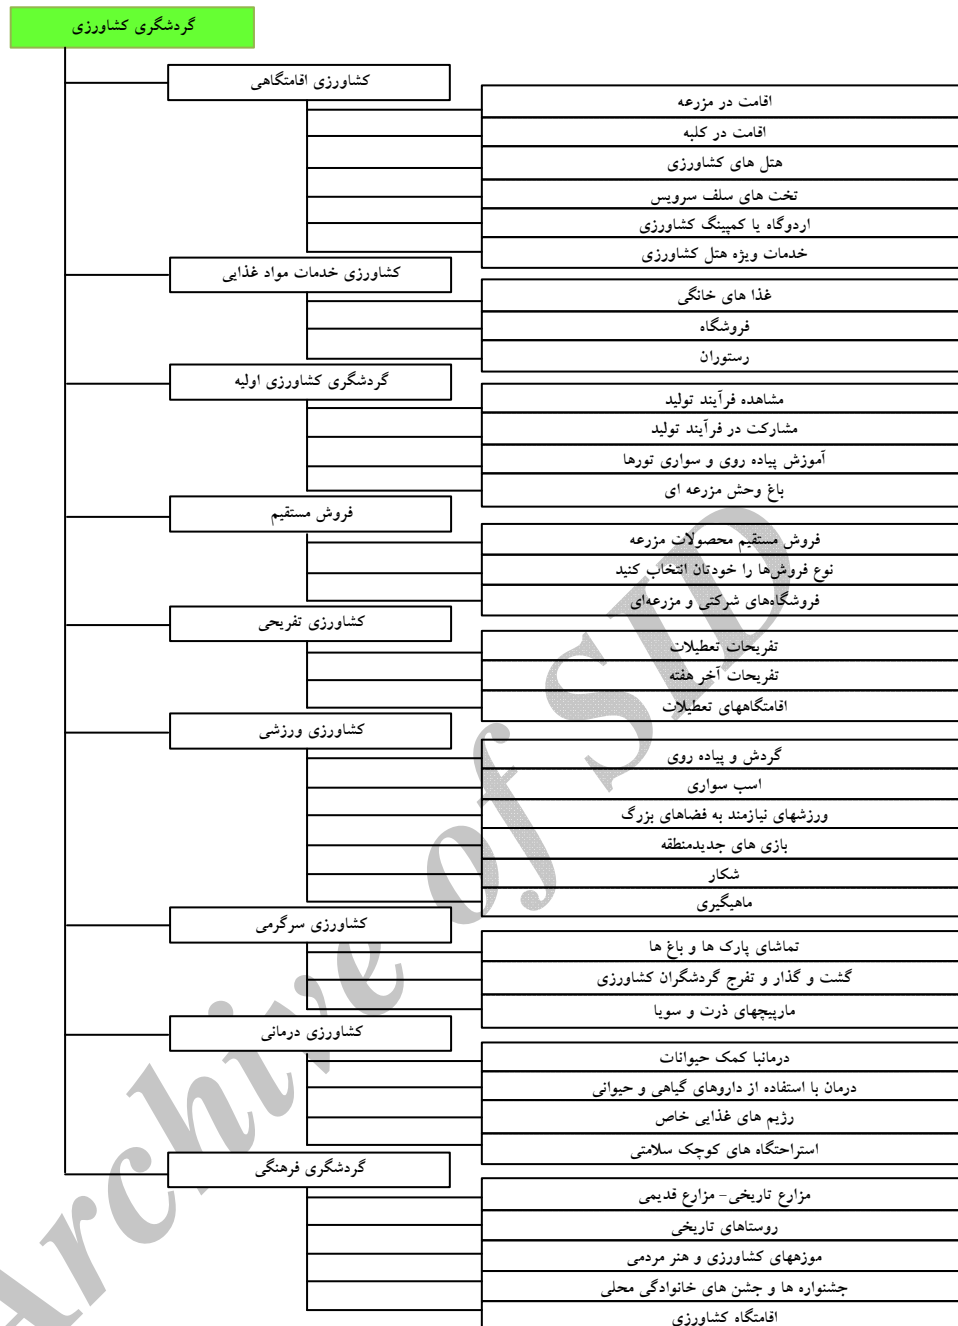 گردشگری کشاورزی
کشاورزی اقامتگاهی
اقامت در مزرعه
اقامت در کلبه
هتل های کشاورزی
تخت های سلف سرویس
اردوگاه یا کمپینگ کشاورزی
خدمات ویژه هتل کشاورزی
کشاورزی خدمات مواد غذایی
غذا های خانگی
فروشگاه
رستوران
گردشگری کشاورزی اولیه
مشاهده فرآیند تولید
مشارکت در فرآیند تولید
آموزش پیاده روی و سواری تورها
باغ وحش مزرعه ای
فروش مستقیم
فروش مستقیم محصولات مزرعه
نوع فروش‌ها را خودتان انتخاب کنید
فروشگاه‌های شرکتی و مزرعه‌ای
کشاورزی تفریحی
تفریحات تعطیلات
تفریحات آخر هفته
اقامتگاههای تعطیلات
کشاورزی ورزشی
گردش و پیاده روی
اسب سواری
ورزشهای نیازمند به فضاهای بزرگ
بازی های جدیدمنطقه
شکار
ماهیگیری
کشاورزی سرگرمی
تماشای پارک ها و باغ ها
گشت و گذار و تفرج گردشگران کشاورزی
مارپیچهای ذرت و سویا
کشاورزی درمانی
درمانبا کمک حیوانات
درمان با استفاده از داروهای گیاهی و حیوانی
رژیم های غذایی خاص
استراحتگاه های کوچک سلامتی
گردشگری فرهنگی
مزارع تاریخی- مزارع قدیمی
روستاهای تاریخی
موزههای کشاورزی و هنر مردمی
جشنواره ها و جشن های خانوادگی محلی
اقامتگاه کشاورزی
Archive of SID